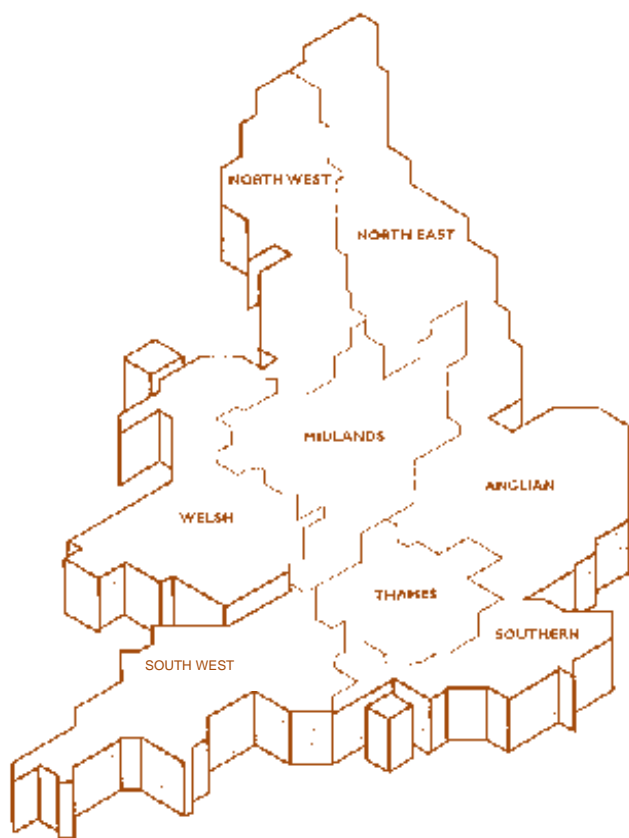 NORTH WEST
NORTH EAST
MIDLANDS
ANGLIAN
WELSH
THAMES
SOUTHERN
SOUTH WEST